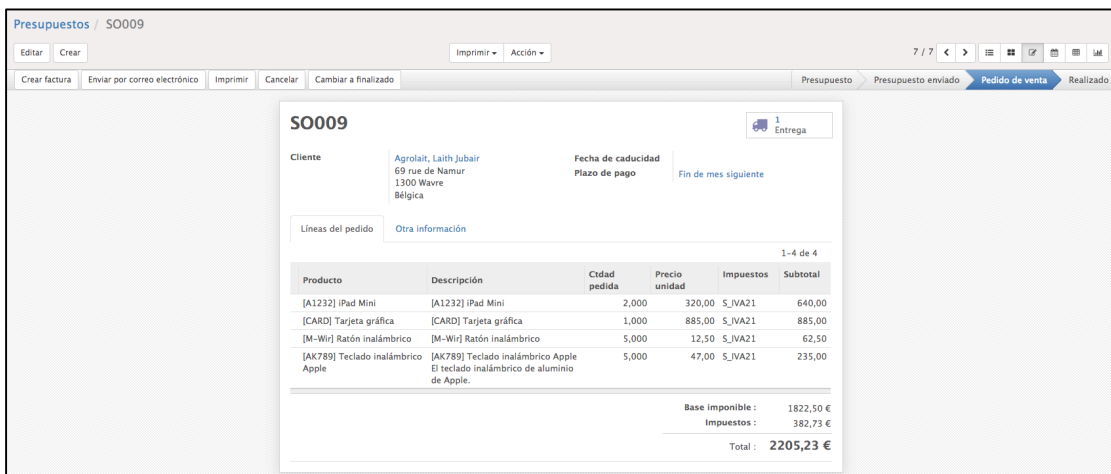 Presupuestos / SO009
Editar Crear Imprimir Acción 7 / 7
Crear factura Enviar por correo electrónico Imprimir Cancelar Cambiar a finalizado Presupuesto Presupuesto enviado Pedido de venta Realizado
SO009
1
Entrega
Cliente Agrolait, Laith Jubair Fecha de caducidad
69 rue de Namur Plazo de pago Fin de mes siguiente
1300 Wavre
Bélgica
Líneas del pedido Otra información
1-4 de 4
Producto Descripción Ctdad pedida Precio unidad Impuestos Subtotal
[A1232] iPad Mini [A1232] iPad Mini 2,000 320,00 S_IVA21 640,00
[CARD] Tarjeta gráfica [CARD] Tarjeta gráfica 1,000 885,00 S_IVA21 885,00
[M-Wir] Ratón inalámbrico [M-Wir] Ratón inalámbrico 5,000 12,50 S_IVA21 62,50
[AK789] Teclado inalámbrico [AK789] Teclado inalámbrico Apple 5,000 47,00 S_IVA21 235,00
Apple El teclado inalámbrico de aluminio
de Apple.
Base imponible : 1822,50 €
Impuestos : 382,73 €
Total : 2205,23 €